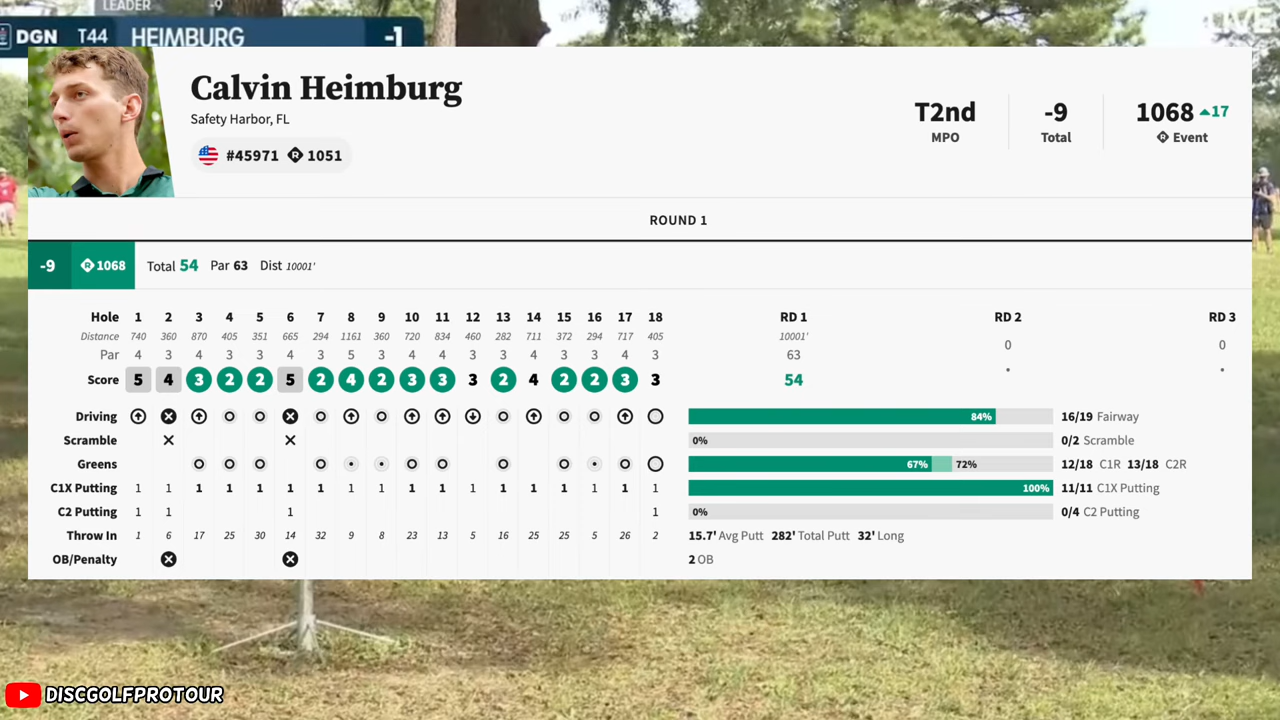 LEADER -9
LIVE
DGN T44 HEIMBURG -1
Calvin Heimburg
Safety Harbor, FL
#45971 R 1051
T2nd -9 1068 17
MPO Total R Event
ROUND 1
-9 R 1068 Total 54 Par 63 Dist 10001'
Hole 1 2 3 4 5 6 7 8 9 10 11 12 13 14 15 16 17 18 RD 1 RD 2 RD 3
Distance 740 360 870 405 351 665 294 1161 360 720 834 460 282 711 372 294 717 405 10001' 0 0
Par 4 3 4 3 3 4 3 5 3 4 4 3 3 4 3 3 4 3 63
Score 5 4 3 2 2 5 2 4 2 3 3 3 2 4 2 2 3 3 54
Driving 84% 16/19 Fairway
Scramble 0% 0/2 Scramble
Greens 67% 72% 12/18 C1R 13/18 C2R
C1X Putting 1 1 1 1 1 1 1 1 1 1 1 1 1 1 1 1 1 1 100% 11/11 C1X Putting
C2 Putting 1 1 1 1 0% 0/4 C2 Putting
Throw In 1 6 17 25 30 14 32 9 8 23 13 5 16 25 25 5 26 2 15.7' Avg Putt 282' Total Putt 32' Long
OB/Penalty 2 OB
DISCGOLFPROTOUR